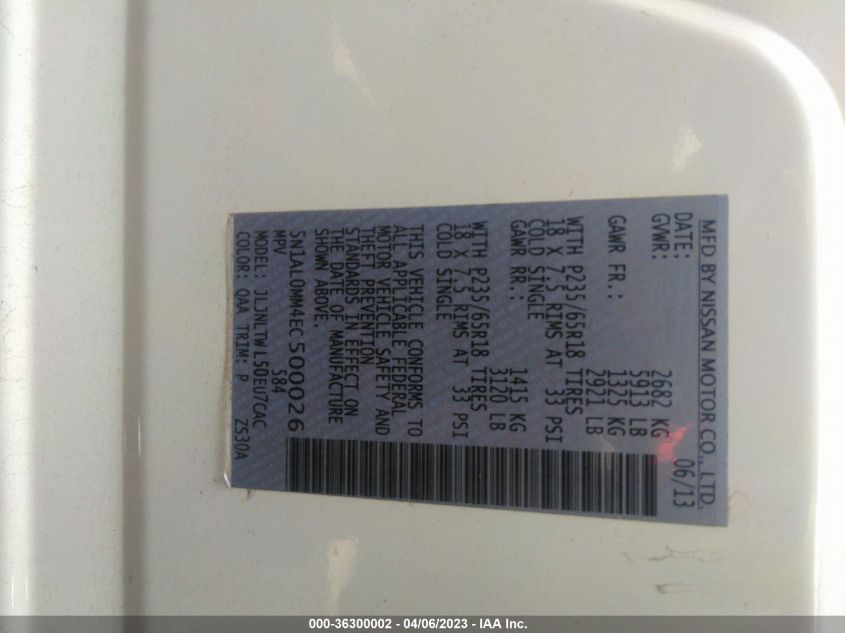 MFD BY NISSAN MOTOR CO., LTD.
DATE: 06/13
GVWR: 2682 KG
5913 LB
GAWR FR.: 1325 KG
2921 LB
WITH P235/65R18 TIRES
18 X 7.5 RIMS AT 33 PSI
COLD SINGLE
GAWR RR.: 1415 KG
3120 LB
WITH P235/65R18 TIRES
18 X 7.5 RIMS AT 33 PSI
COLD SINGLE
THIS VEHICLE CONFORMS TO
ALL APPLICABLE FEDERAL
MOTOR VEHICLE SAFETY AND
THEFT PREVENTION
STANDARDS IN EFFECT ON
THE DATE OF MANUFACTURE
SHOWN ABOVE.
5N1AL0MM4EC500026
MPV 584
MODEL: JLJNLTWL50EU7CAC
COLOR: QAA TRIM: P ZS30A
000-36300002 - 04/06/2023 - IAA Inc.